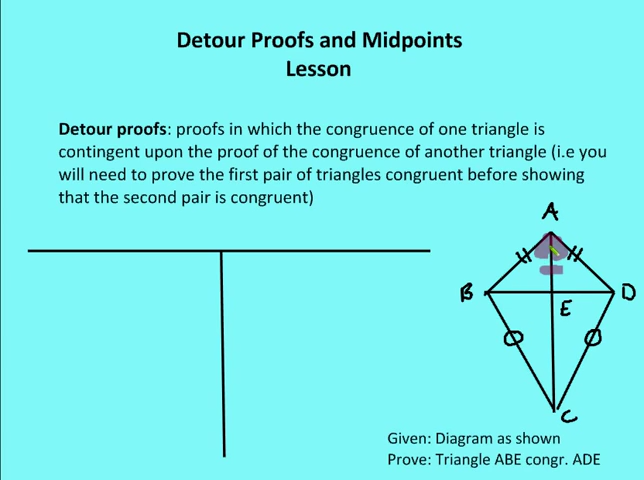 Detour Proofs and Midpoints
Lesson
Detour proofs: proofs in which the congruence of one triangle is
contingent upon the proof of the congruence of another triangle (i.e you
will need to prove the first pair of triangles congruent before showing
that the second pair is congruent)
A
B
D
E
C
Given: Diagram as shown
Prove: Triangle ABE congr. ADE